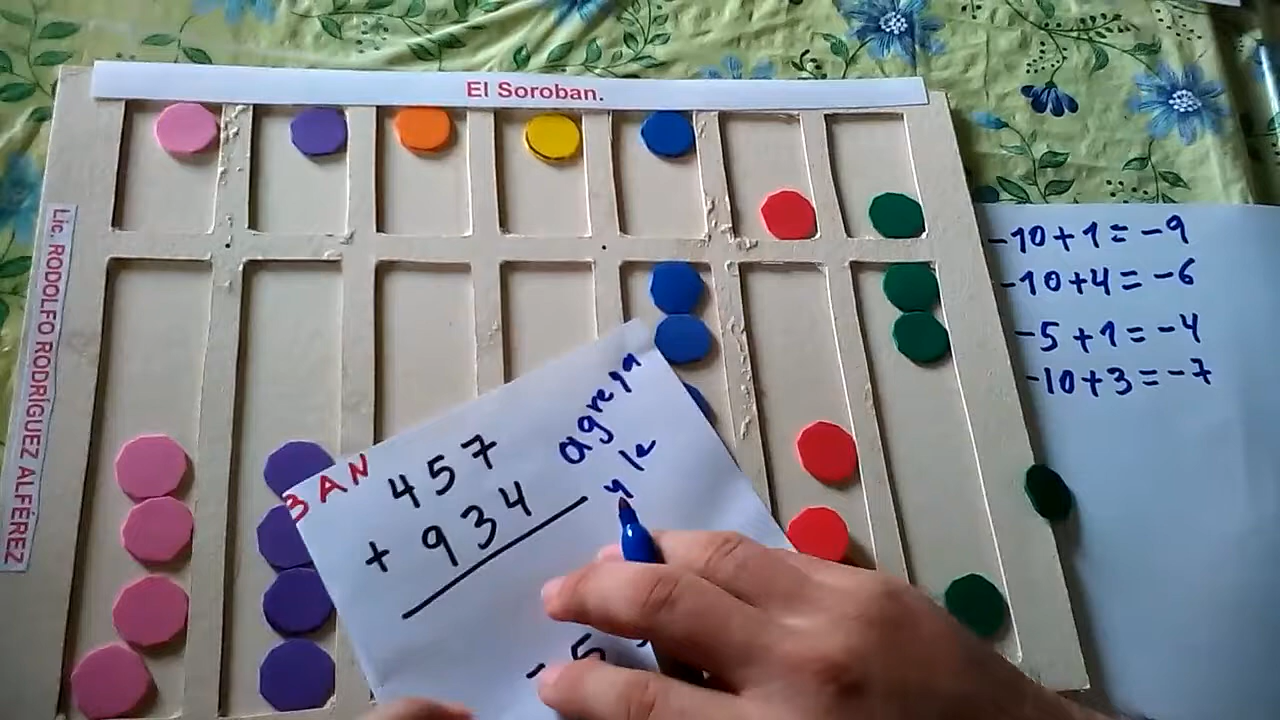 El Soroban.
Lic. RODOLFO RODRÍGUEZ ALFÉREZ
-10+1=-9
-10+4=-6
-5+1=-4
-10+3=-7
BAN
457
+ 934
agrega
y le
- 5